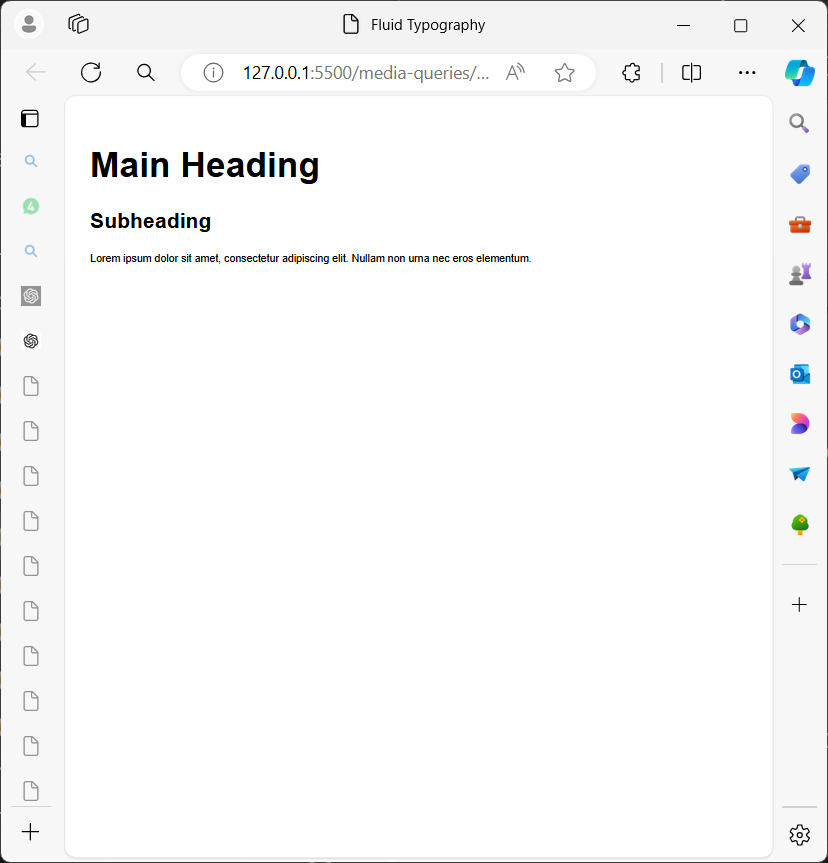 Fluid Typography
127.0.0.1:5500/media-queries/...
Main Heading
Subheading
Lorem ipsum dolor sit amet, consectetur adipiscing elit. Nullam non urna nec eros elementum.